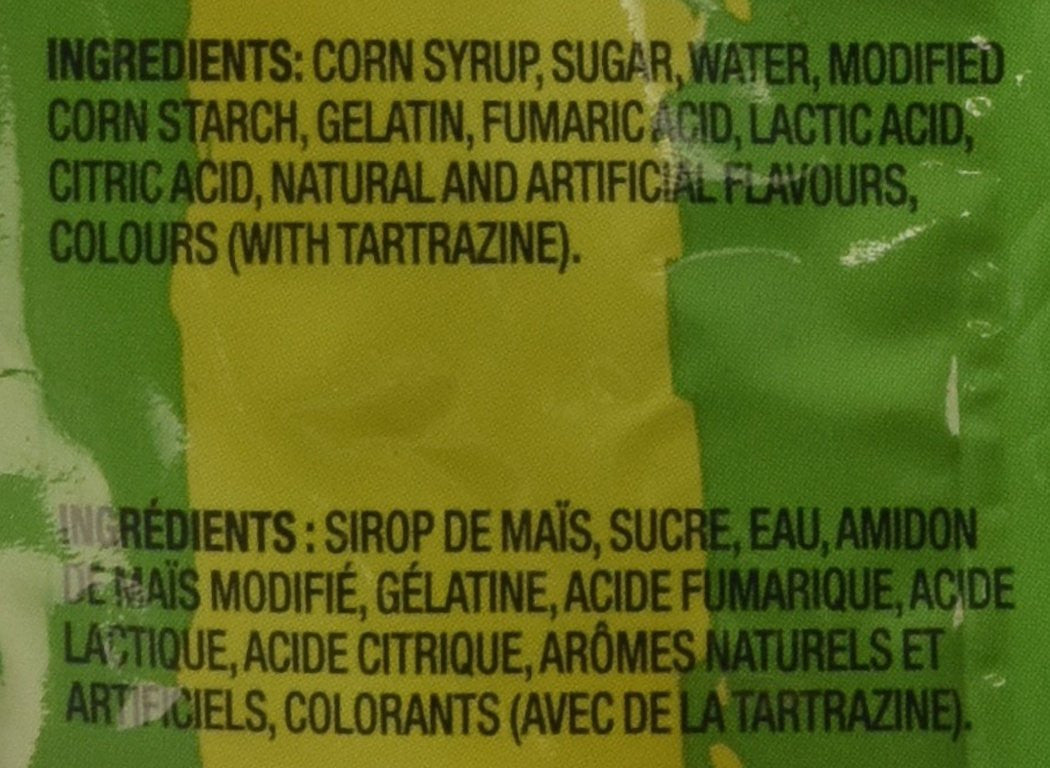 INGREDIENTS: CORN SYRUP, SUGAR, WATER, MODIFIED
CORN STARCH, GELATIN, FUMARIC ACID, LACTIC ACID,
CITRIC ACID, NATURAL AND ARTIFICIAL FLAVOURS,
COLOURS (WITH TARTRAZINE).
INGRÉDIENTS : SIROP DE MAÏS, SUCRE, EAU, AMIDON
DE MAÏS MODIFIÉ, GÉLATINE, ACIDE FUMARIQUE, ACIDE
LACTIQUE, ACIDE CITRIQUE, ARÔMES NATURELS ET
ARTIFICIELS, COLORANTS (AVEC DE LA TARTRAZINE).